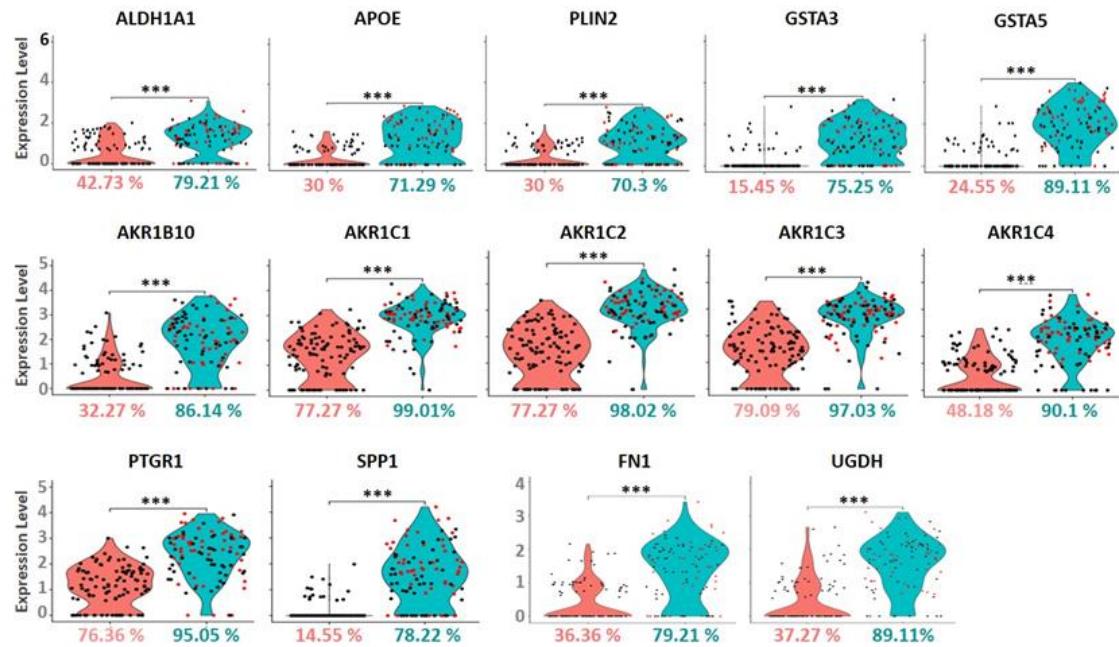 ALDH1A1 APOE PLIN2 GSTA3 GSTA5
Expression Level
6
4
2
0
*** *** *** *** ***
42.73 % 79.21 % 30 % 71.29 % 30 % 70.3 % 15.45 % 75.25 % 24.55 % 89.11 %
AKR1B10 AKR1C1 AKR1C2 AKR1C3 AKR1C4
Expression Level
5
4
3
2
1
0
*** *** *** *** ***
32.27 % 86.14 % 77.27 % 99.01% 77.27 % 98.02 % 79.09 % 97.03 % 48.18 % 90.1 %
PTGR1 SPP1 FN1 UGDH
Expression Level
5
4
3
2
1
0
4
3
2
1
0
*** *** *** ***
76.36 % 95.05 % 14.55 % 78.22 % 36.36 % 79.21 % 37.27 % 89.11%